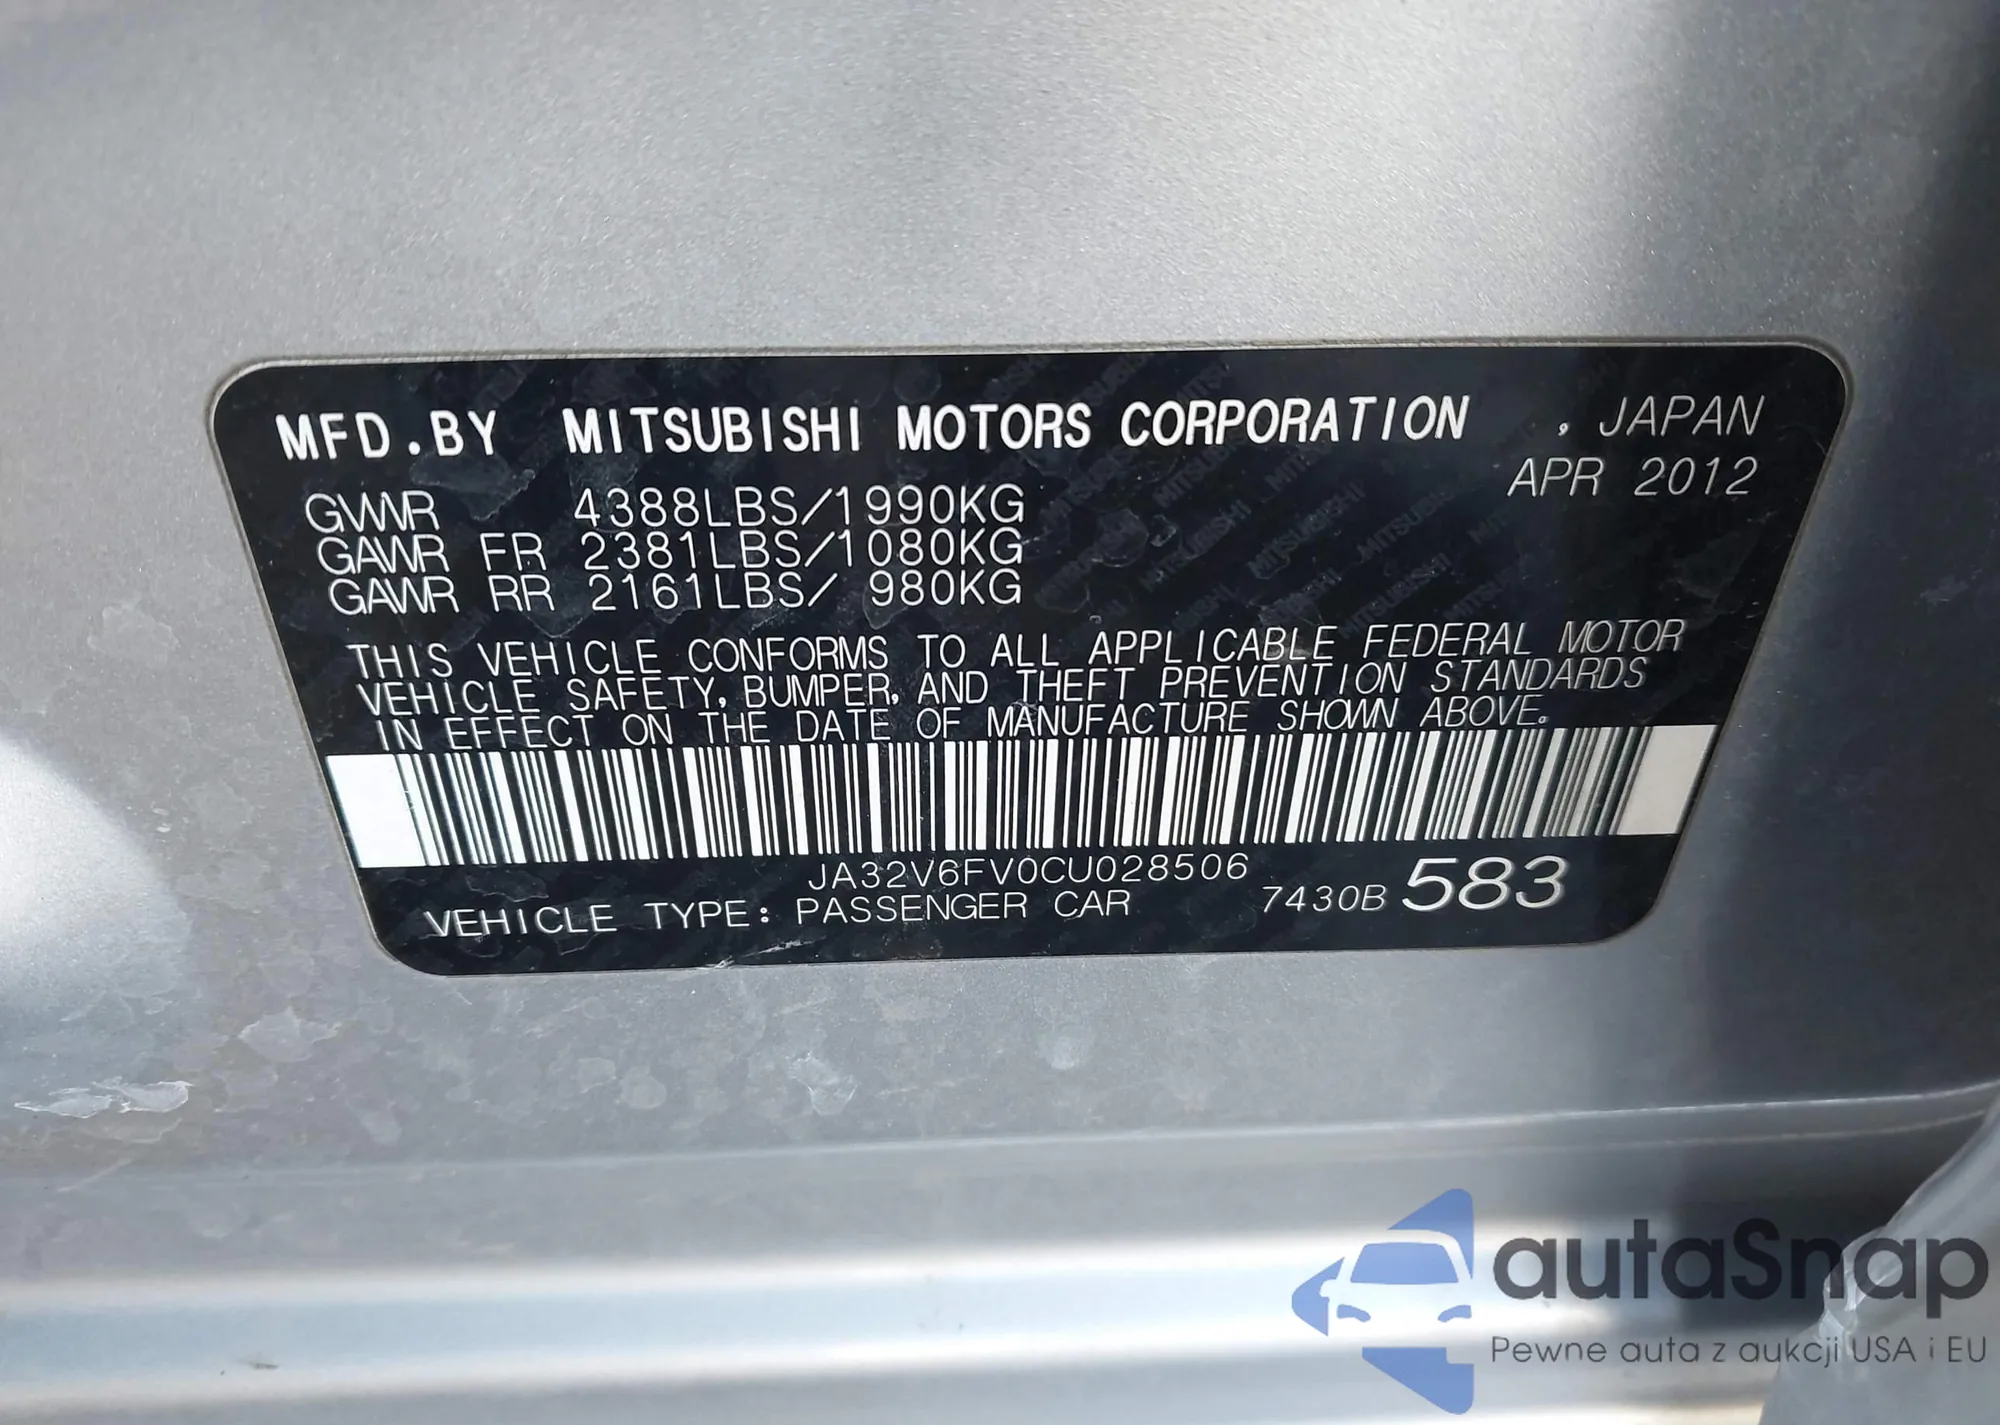 MFD.BY MITSUBISHI MOTORS CORPORATION , JAPAN
APR 2012
GVWR 4388LBS/1990KG
GAWR FR 2381LBS/1080KG
GAWR RR 2161LBS/ 980KG
THIS VEHICLE CONFORMS TO ALL APPLICABLE FEDERAL MOTOR
VEHICLE SAFETY, BUMPER, AND THEFT PREVENTION STANDARDS
IN EFFECT ON THE DATE OF MANUFACTURE SHOWN ABOVE.
JA32V6FV0CU028506
VEHICLE TYPE: PASSENGER CAR 7430B 583
autaSnap
Pewne auta z aukcji USA i EU